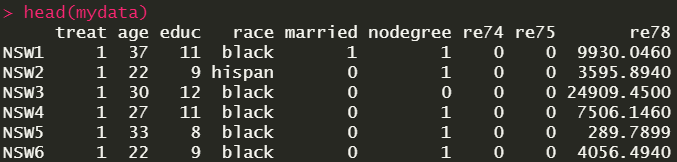 > head(mydata)
treat age educ race married nodegree re74 re75 re78
NSW1 1 37 11 black 1 1 0 0 9930.0460
NSW2 1 22 9 hispan 0 1 0 0 3595.8940
NSW3 1 30 12 black 0 0 0 0 24909.4500
NSW4 1 27 11 black 0 1 0 0 7506.1460
NSW5 1 33 8 black 0 1 0 0 289.7899
NSW6 1 22 9 black 0 1 0 0 4056.4940